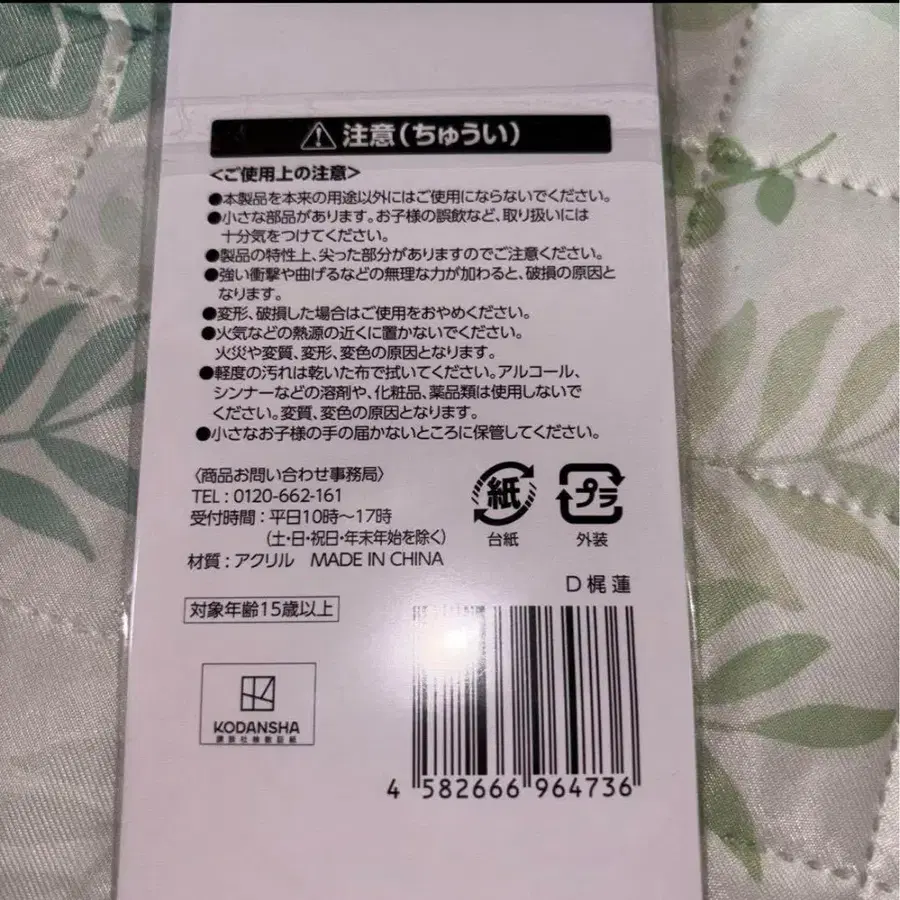 注意(ちゅうい)
<ご使用上の注意>
●本製品を本来の用途以外にはご使用にならないでください。
●小さな部品があります。お子様の誤飲など、取り扱いには
十分気をつけてください。
●製品の特性上、尖った部分がありますのでご注意ください。
●強い衝撃や曲げるなどの無理な力が加わると、破損の原因と
なります。
●変形、破損した場合はご使用をおやめください。
●火気などの熱源の近くに置かないでください。
火災や変質、変形、変色の原因となります。
●軽度の汚れは乾いた布で拭いてください。アルコール、
シンナーなどの溶剤や、化粧品、薬品類は使用しないで
ください。変質、変色の原因となります。
●小さなお子様の手の届かないところに保管してください。
〈商品お問い合わせ事務局〉
TEL:0120-662-161
受付時間:平日10時〜17時
(土・日・祝日・年末年始を除く)
材質:アクリル MADE IN CHINA
紙
台紙
プラ
外装
D 梶 蓮
対象年齢15歳以上
KODANSHA
講談社検数証紙
4 582666 964736